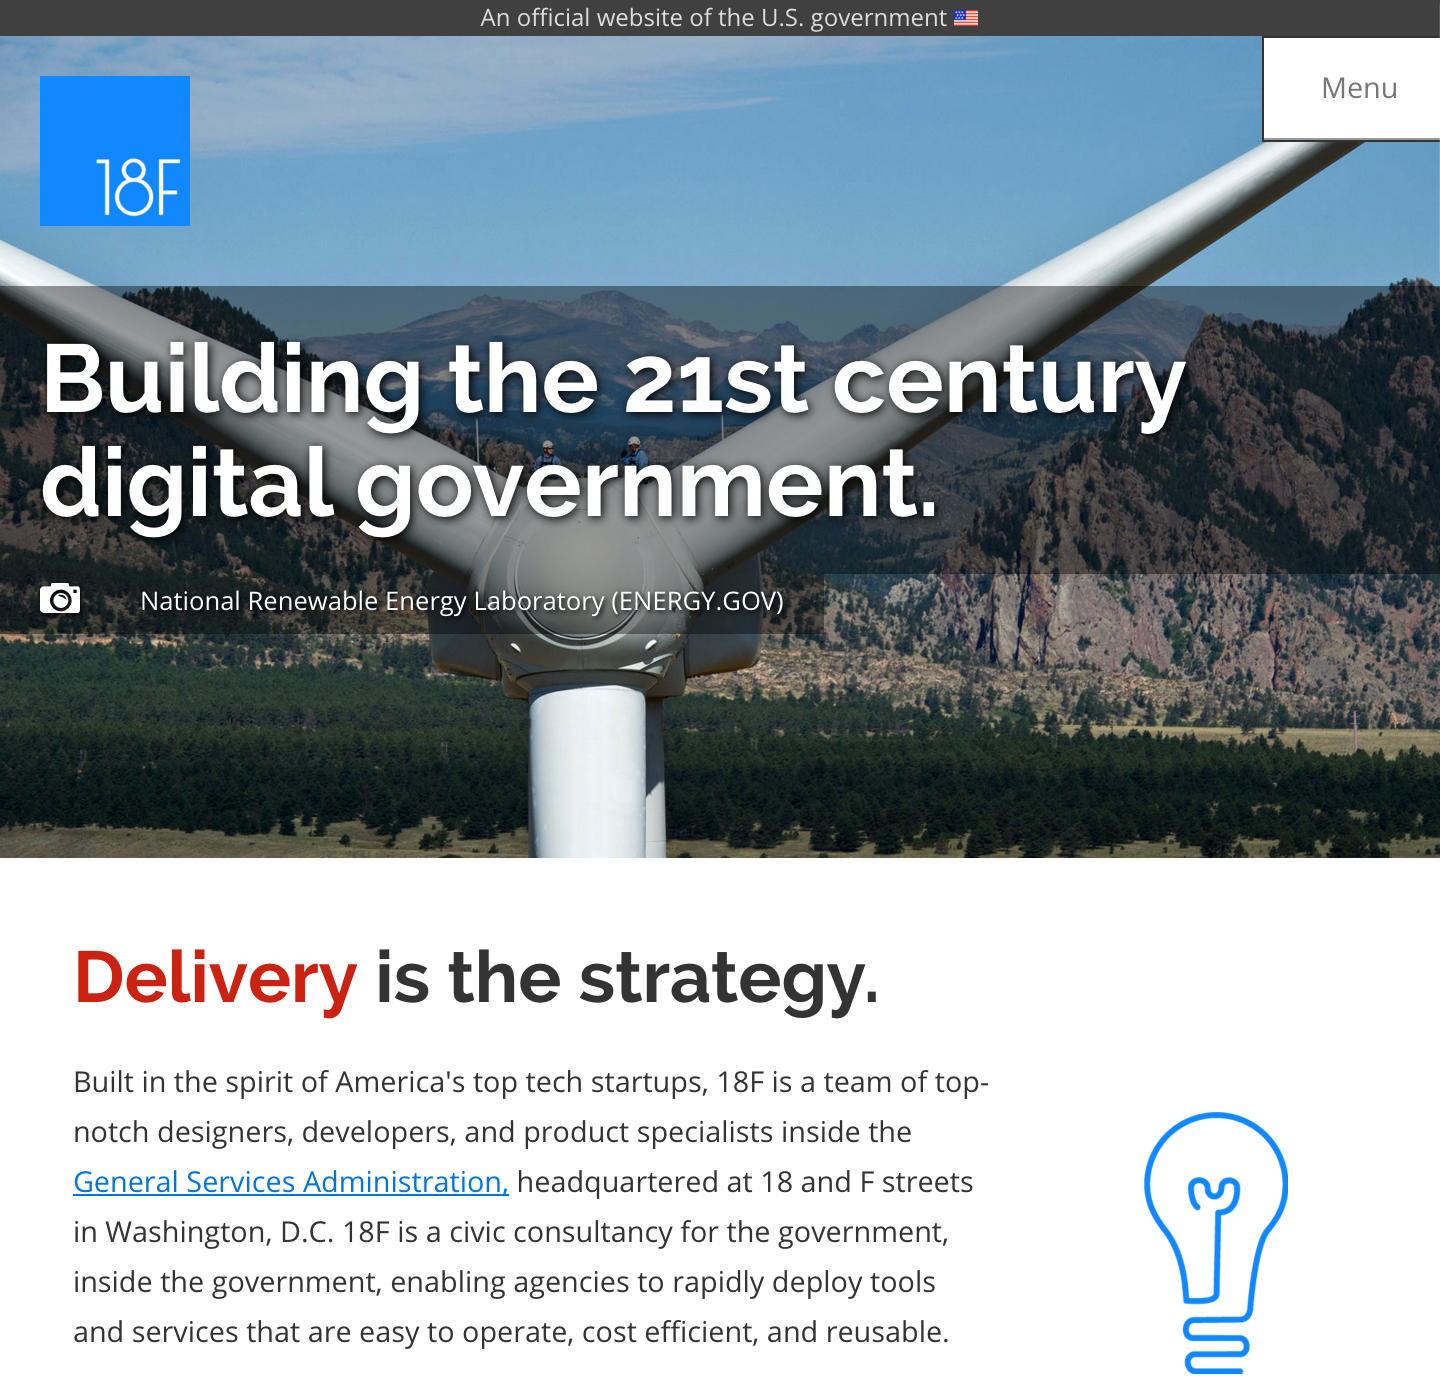 An official website of the U.S. government
Menu
18F
Building the 21st century
digital government.
National Renewable Energy Laboratory (ENERGY.GOV)
Delivery is the strategy.
Built in the spirit of America's top tech startups, 18F is a team of top-
notch designers, developers, and product specialists inside the
General Services Administration, headquartered at 18 and F streets
in Washington, D.C. 18F is a civic consultancy for the government,
inside the government, enabling agencies to rapidly deploy tools
and services that are easy to operate, cost efficient, and reusable.